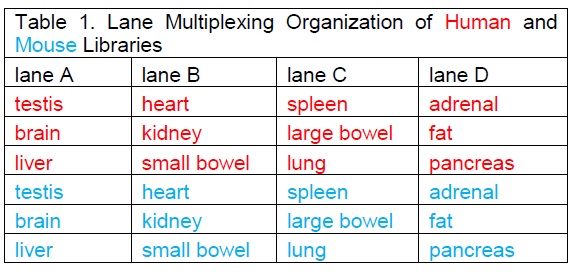 Table 1. Lane Multiplexing Organization of Human and
Mouse Libraries
lane A lane B lane C lane D
testis heart spleen adrenal
brain kidney large bowel fat
liver small bowel lung pancreas
testis heart spleen adrenal
brain kidney large bowel fat
liver small bowel lung pancreas